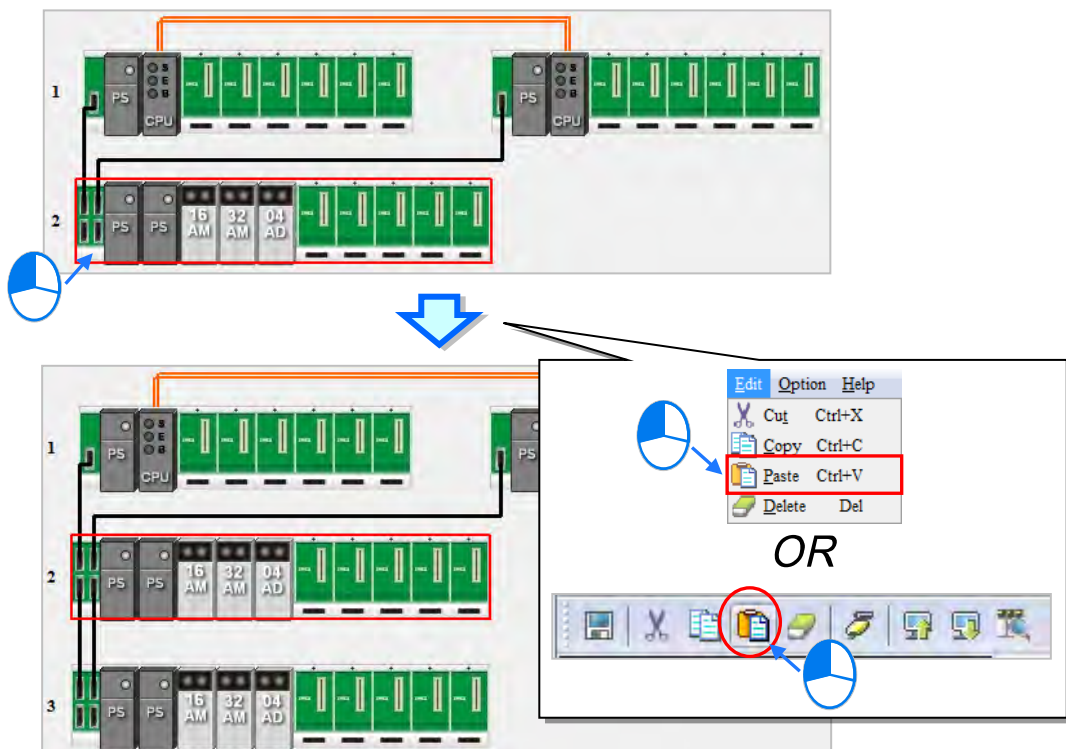 S
E
B
1 PS CPU
S
E
B
PS CPU
2 PS PS 16 AM 32 AM 04 AD
S
E
B
1 PS CPU
PS
2 PS PS 16 AM 32 AM 04 AD
3 PS PS 16 AM 32 AM 04 AD
Edit Option Help
Cut Ctrl+X
Copy Ctrl+C
Paste Ctrl+V
Delete Del
OR